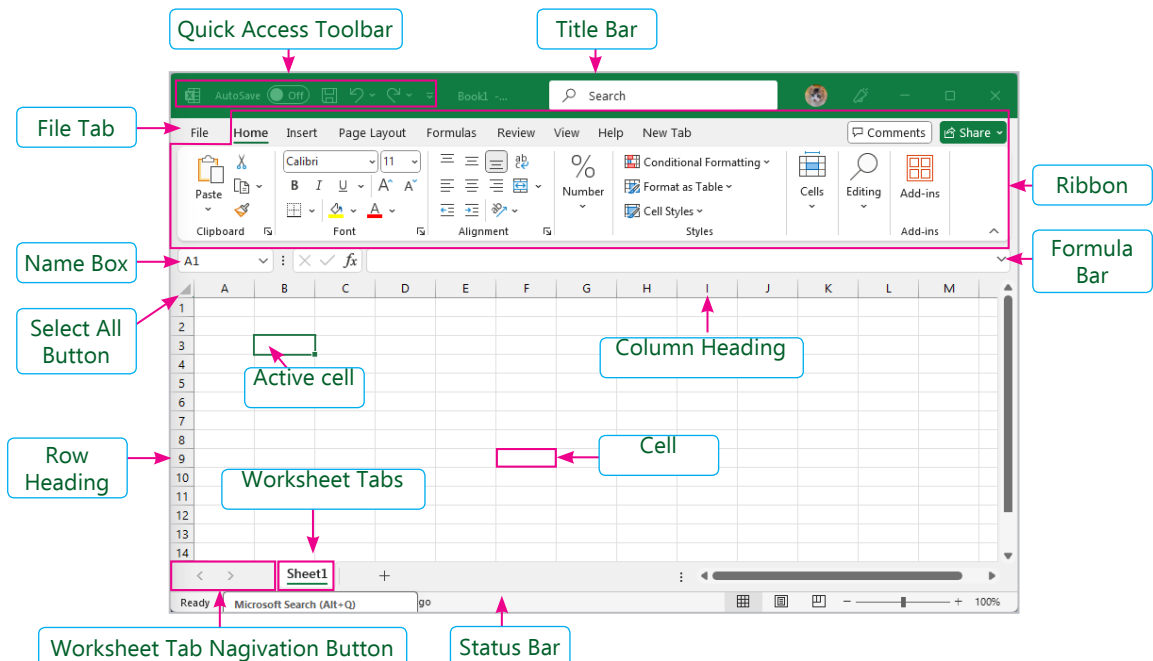 Quick Access Toolbar
Title Bar
AutoSave Off Book1 -... Search
File Tab
File Home Insert Page Layout Formulas Review View Help New Tab Comments Share
Paste
Calibri 11
B I U A A
ab
c
%
Number
Conditional Formatting
Format as Table
Cell Styles
Cells
Editing
Add-ins
Clipboard Font Alignment Styles Add-ins
Ribbon
Name Box
A1 fx
Formula
Bar
A B C D E F G H I J K L M
Select All
Button
1
2
3
4
5
6
7
8
9
10
11
12
13
14
Column Heading
Active cell
Row
Heading
Cell
Worksheet Tabs
Sheet1 +
Ready Microsoft Search (Alt+Q) go - + 100%
Worksheet Tab Nagivation Button
Status Bar